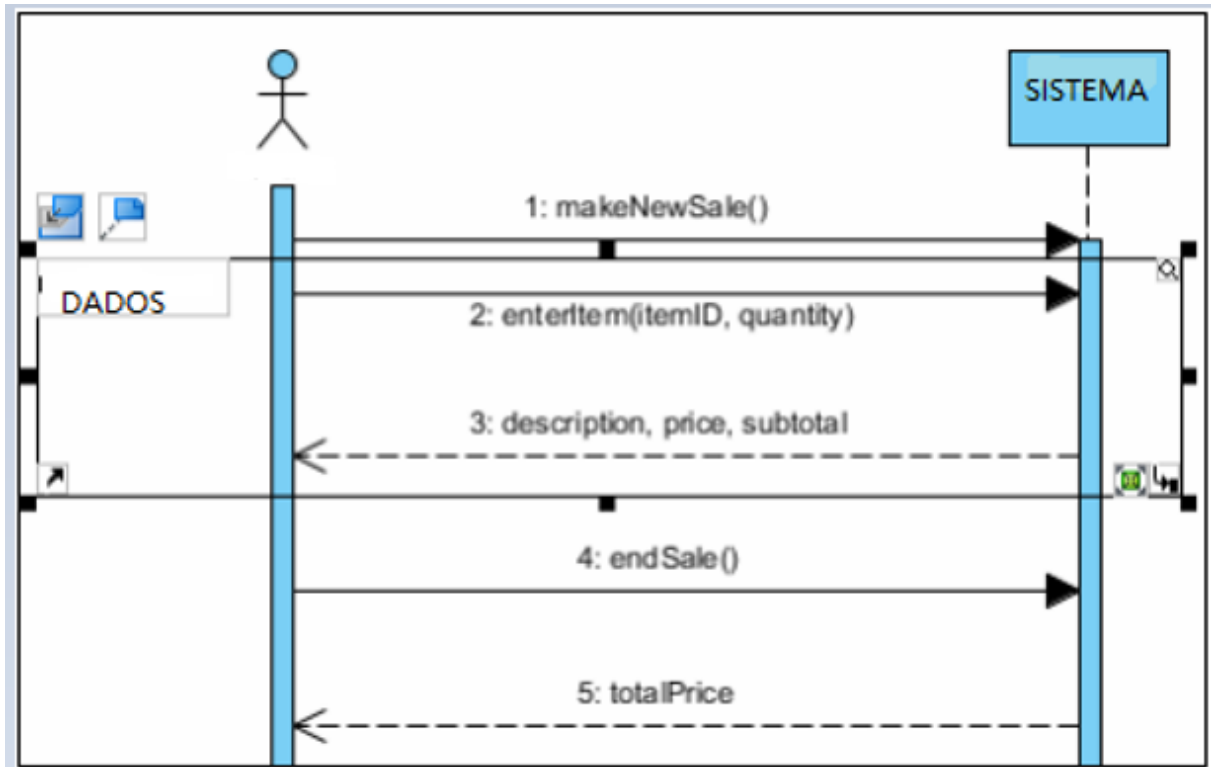 SISTEMA
1: makeNewSale()
DADOS
2: enterItem(itemID, quantity)
3: description, price, subtotal
4: endSale()
5: totalPrice